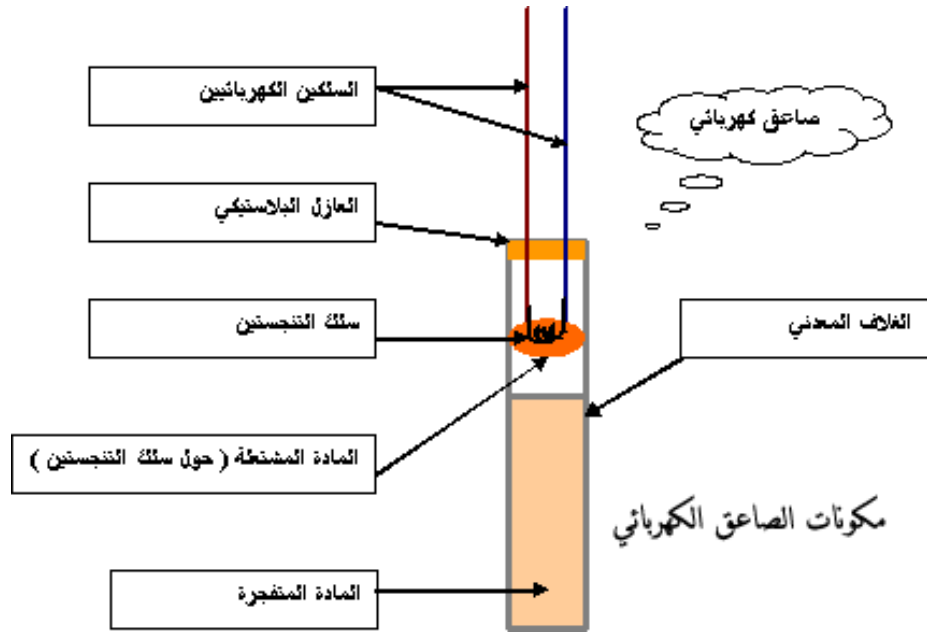 السلكين الكهربائيين
صاعق كهربائي
العازل البلاستيكي
سلك التنجستين
الغلاف المعدني
المادة المشتعلة ( حول سلك التنجستين )
مكونات الصاعق الكهربائي
المادة المتفجرة